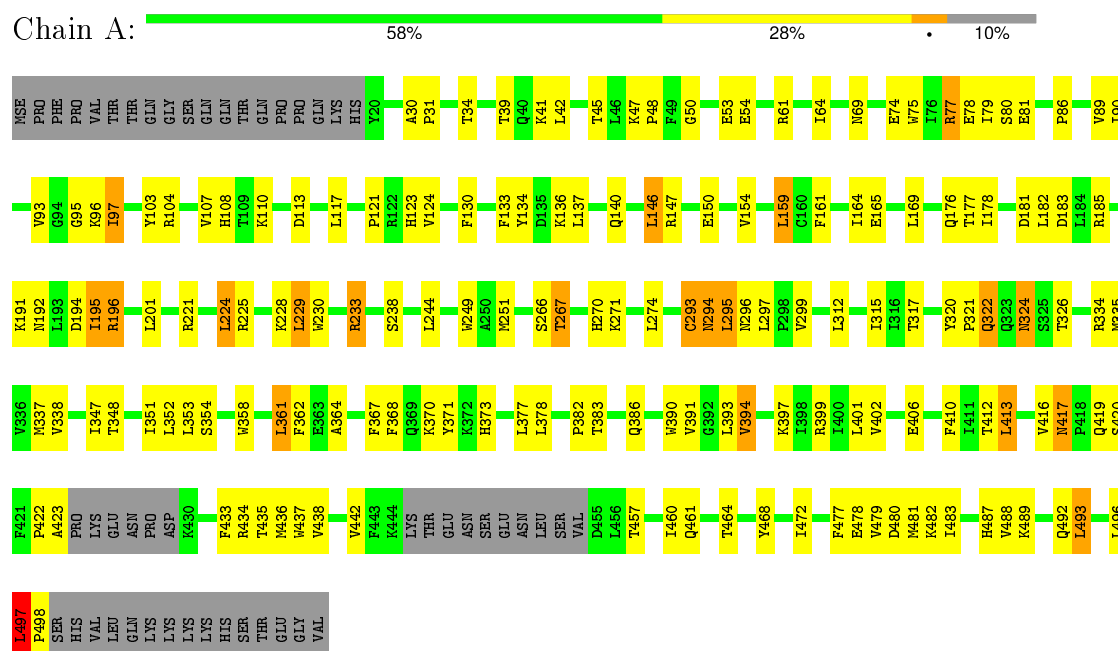 Chain A:
58% 28% • 10%
MSE PRO PHE PRO PRO VAL THR THR GLN GLY SER GLN GLN THR GLN PRO PRO GLN LYS HIS Y20 A30 P31 T34 T39 Q40 K41 L42 T45 L46 K47 P48 F49 G50 E53 E54 R61 I64 N69 E74 W75 I76 R77 E78 I79 S80 E81 P86 V89 I90
V93 G94 G95 K96 I97 Y103 R104 V107 H108 T109 K110 D113 L117 P121 R122 H123 V124 F130 F133 Y134 D135 K136 L137 Q140 L146 R147 E150 V154 L159 C160 F161 I164 E165 L169 Q176 T177 I178 D181 L182 D183 L184 R185
K191 N192 L193 D194 I195 R196 L201 R221 L224 R225 K228 L229 W230 R233 S238 L244 W249 A250 M251 S266 T267 H270 K271 L274 C293 N294 L295 N296 L297 P298 V299 L312 I315 I316 T317 Y320 P321 Q322 Q323 N324 S325 T326 R334 M335
V336 M337 V338 I347 T348 I351 L352 L353 S354 W358 L361 F362 E363 A364 F367 F368 Q369 K370 Y371 K372 H373 L377 L378 P382 T383 Q386 W390 V391 G392 L393 V394 K397 I398 R399 I400 L401 V402 E406 F410 I411 T412 L413 V416 N417 P418 Q419 S420
F421 P422 A423 PRO LYS GLU ASN PRO ASP K430 F433 R434 T435 M436 W437 V438 V442 F443 K444 LYS THR GLU ASN SER GLU ASN LEU SER VAL D455 L456 T457 I460 Q461 T464 Y468 I472 F477 E478 V479 D480 M481 K482 I483 H487 V488 K489 Q492 L493 L496
L497 P498 SER HIS VAL LEU GLN LYS LYS LYS LYS HIS SER THR GLU GLY VAL